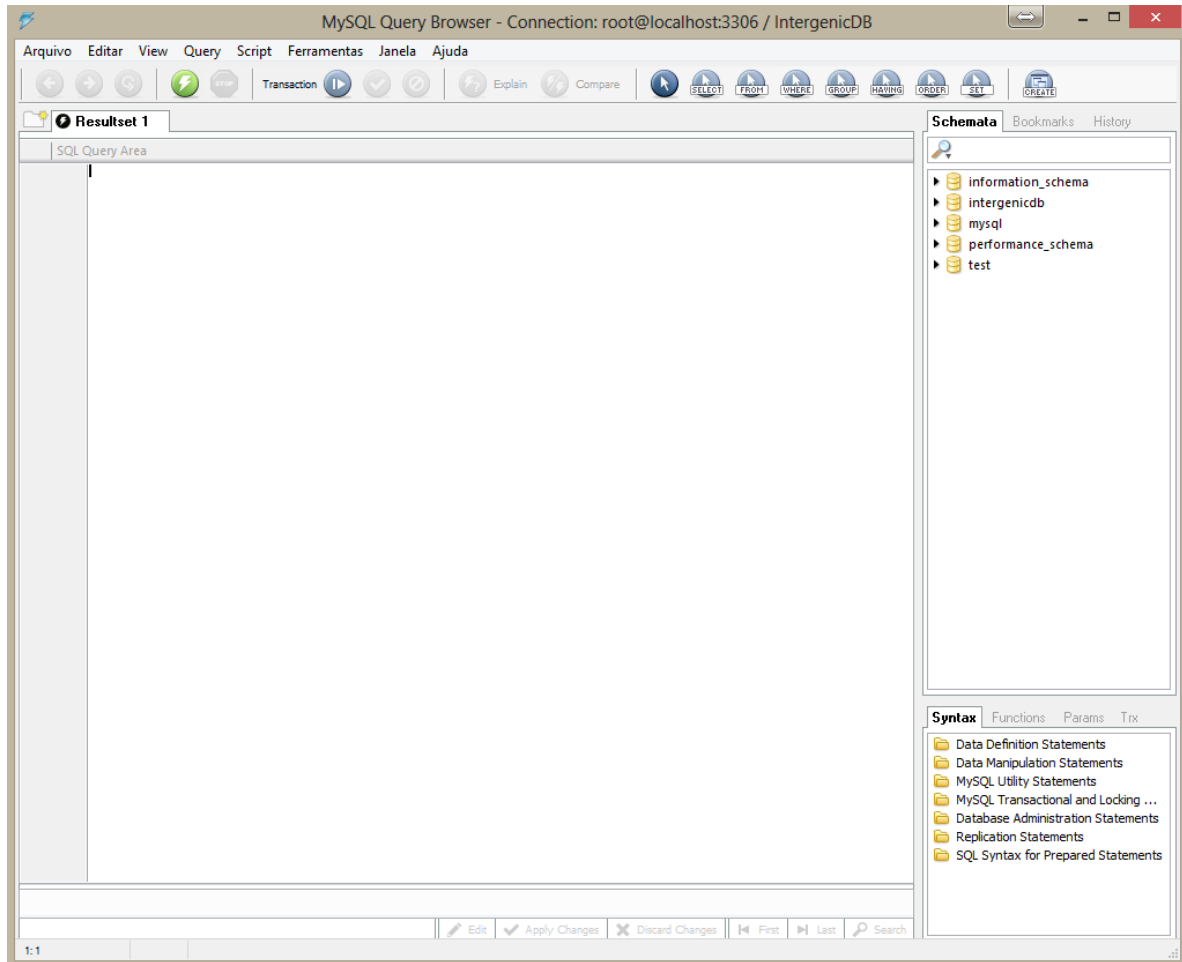 MySQL Query Browser - Connection: root@localhost:3306 / IntergenicDB
Arquivo Editar View Query Script Ferramentas Janela Ajuda
STOP Transaction Explain Compare SELECT FROM WHERE GROUP HAVING ORDER SET CREATE
Resultset 1
SQL Query Area
Schemata Bookmarks History
information_schema
intergenicdb
mysql
performance_schema
test
Syntax Functions Params Trx
Data Definition Statements
Data Manipulation Statements
MySQL Utility Statements
MySQL Transactional and Locking ...
Database Administration Statements
Replication Statements
SQL Syntax for Prepared Statements
Edit Apply Changes Discard Changes First Last Search
1: 1